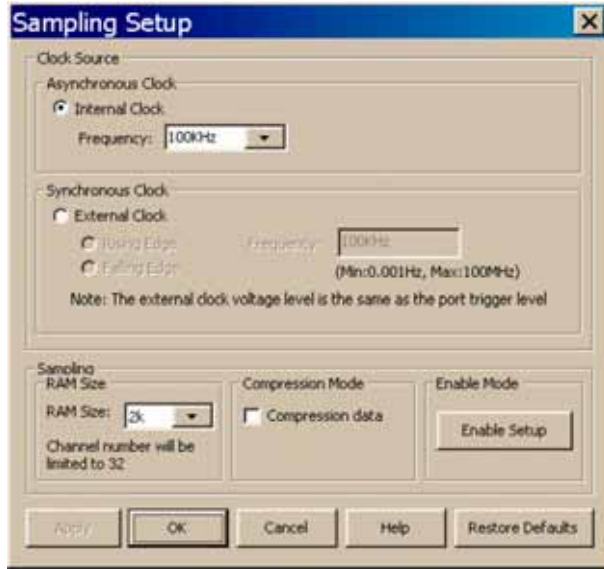 Sampling Setup
Clock Source
Asynchronous Clock
Internal Clock
Frequency: 100KHz
Synchronous Clock
External Clock
Rising Edge
Frequency: 100KHz
Falling Edge
(Min:0.001Hz, Max:100MHz)
Note: The external clock voltage level is the same as the port trigger level
Sampling
RAM Size
RAM Size: 2k
Channel number will be
limited to 32
Compression Mode
Compression data
Enable Mode
Enable Setup
Apply
OK
Cancel
Help
Restore Defaults